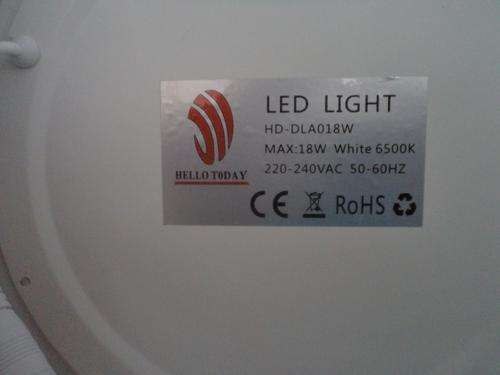 LED LIGHT
HD-DLA018W
MAX:18W White 6500K
220-240VAC 50-60HZ
HELLO TODAY
CE RoHS